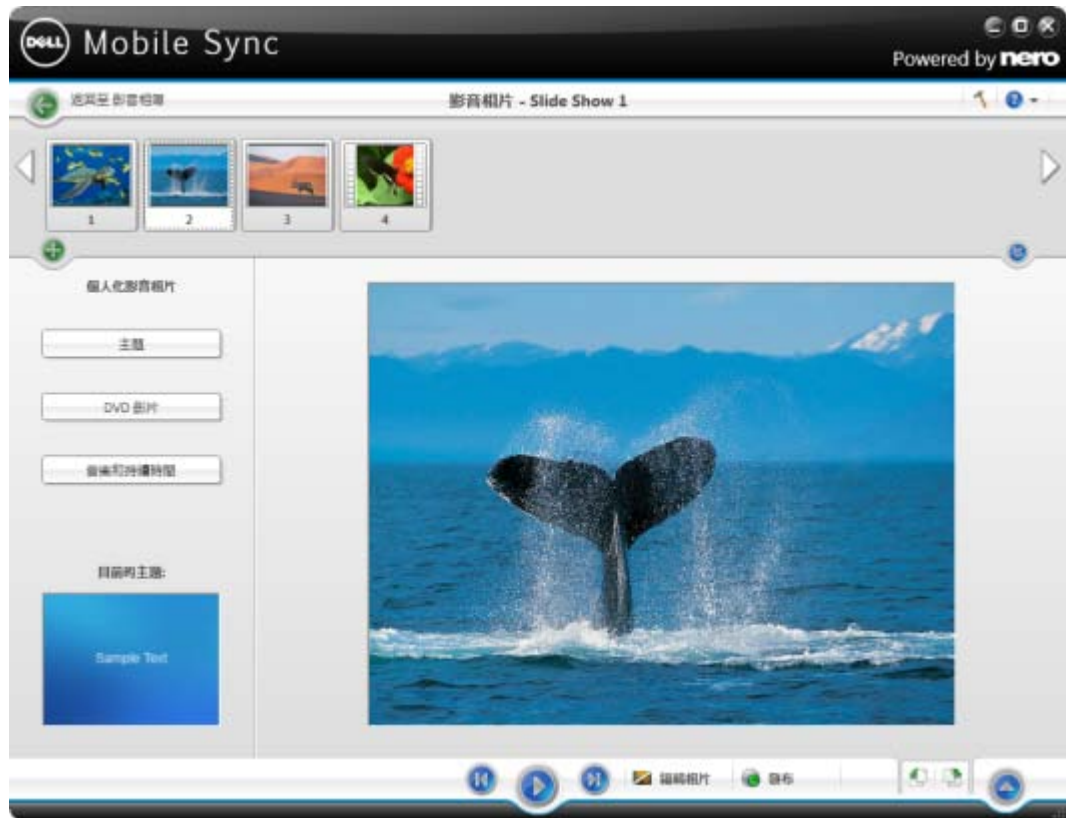 DELL Mobile Sync
Powered by nero
返回至 影音相簿
影音相片 - Slide Show 1
1
2
3
4
個人化影音相片
主題
DVD 影片
音樂和持續時間
目前的主題:
Sample Text
編輯相片
發布